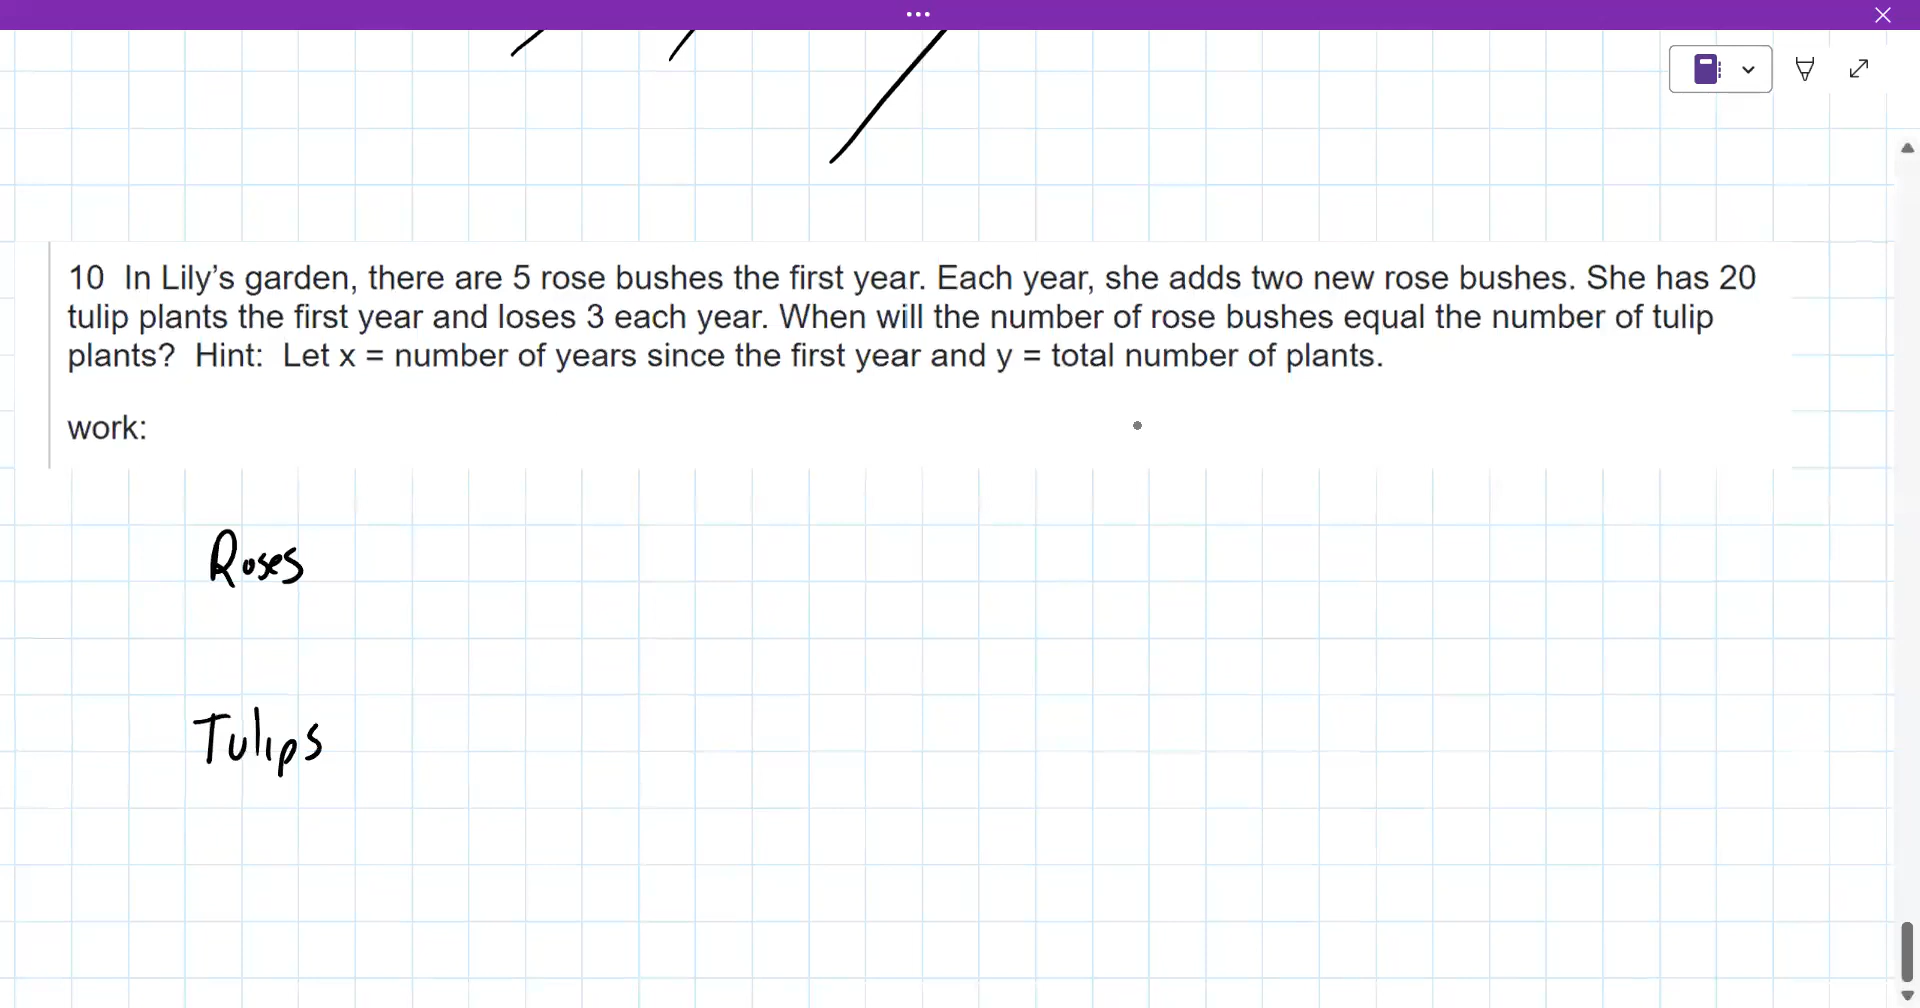 10 In Lily’s garden, there are 5 rose bushes the first year. Each year, she adds two new rose bushes. She has 20
tulip plants the first year and loses 3 each year. When will the number of rose bushes equal the number of tulip
plants? Hint: Let x = number of years since the first year and y = total number of plants.
work:
Roses
Tulips